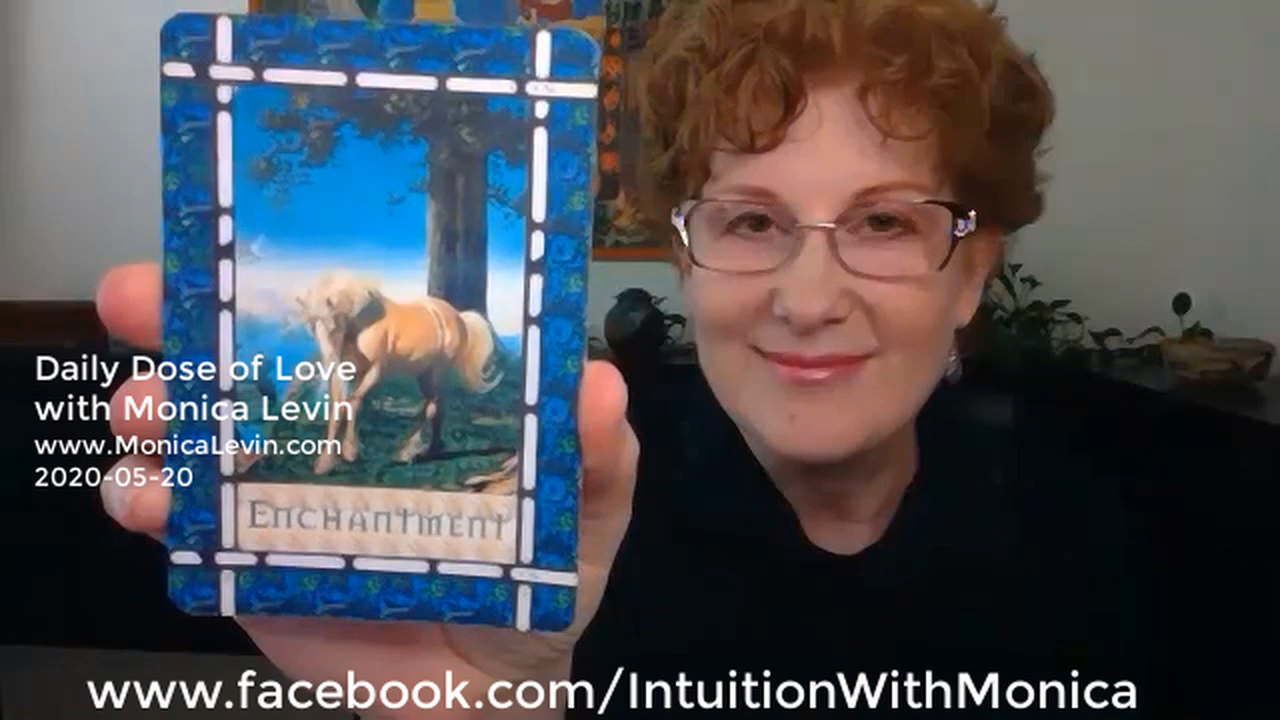 Daily Dose of Love
with Monica Levin
www.MonicaLevin.com
2020-05-20
Enchantment
www.facebook.com/IntuitionWithMonica